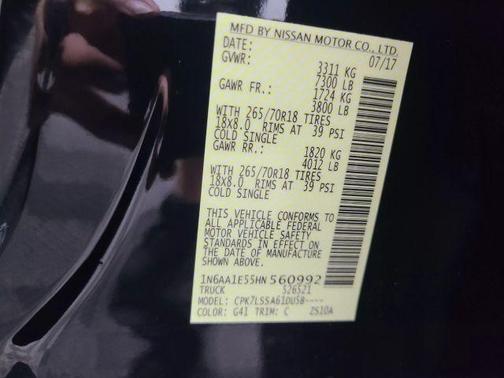 MFD BY NISSAN MOTOR CO., LTD.
DATE: 07/17
GVWR: 3311 KG
7300 LB
GAWR FR.: 1724 KG
3800 LB
WITH 265/70R18 TIRES
18X8.0 RIMS AT 39 PSI
COLD SINGLE
GAWR RR.: 1820 KG
4012 LB
WITH 265/70R18 TIRES
18X8.0 RIMS AT 39 PSI
COLD SINGLE
THIS VEHICLE CONFORMS TO
ALL APPLICABLE FEDERAL
MOTOR VEHICLE SAFETY
STANDARDS IN EFFECT ON
THE DATE OF MANUFACTURE
SHOWN ABOVE.
1N6AA1E55HN560992
TRUCK 526521
MODEL: CPK7LSSA61DUSB----
COLOR: G41 TRIM: C ZS10A